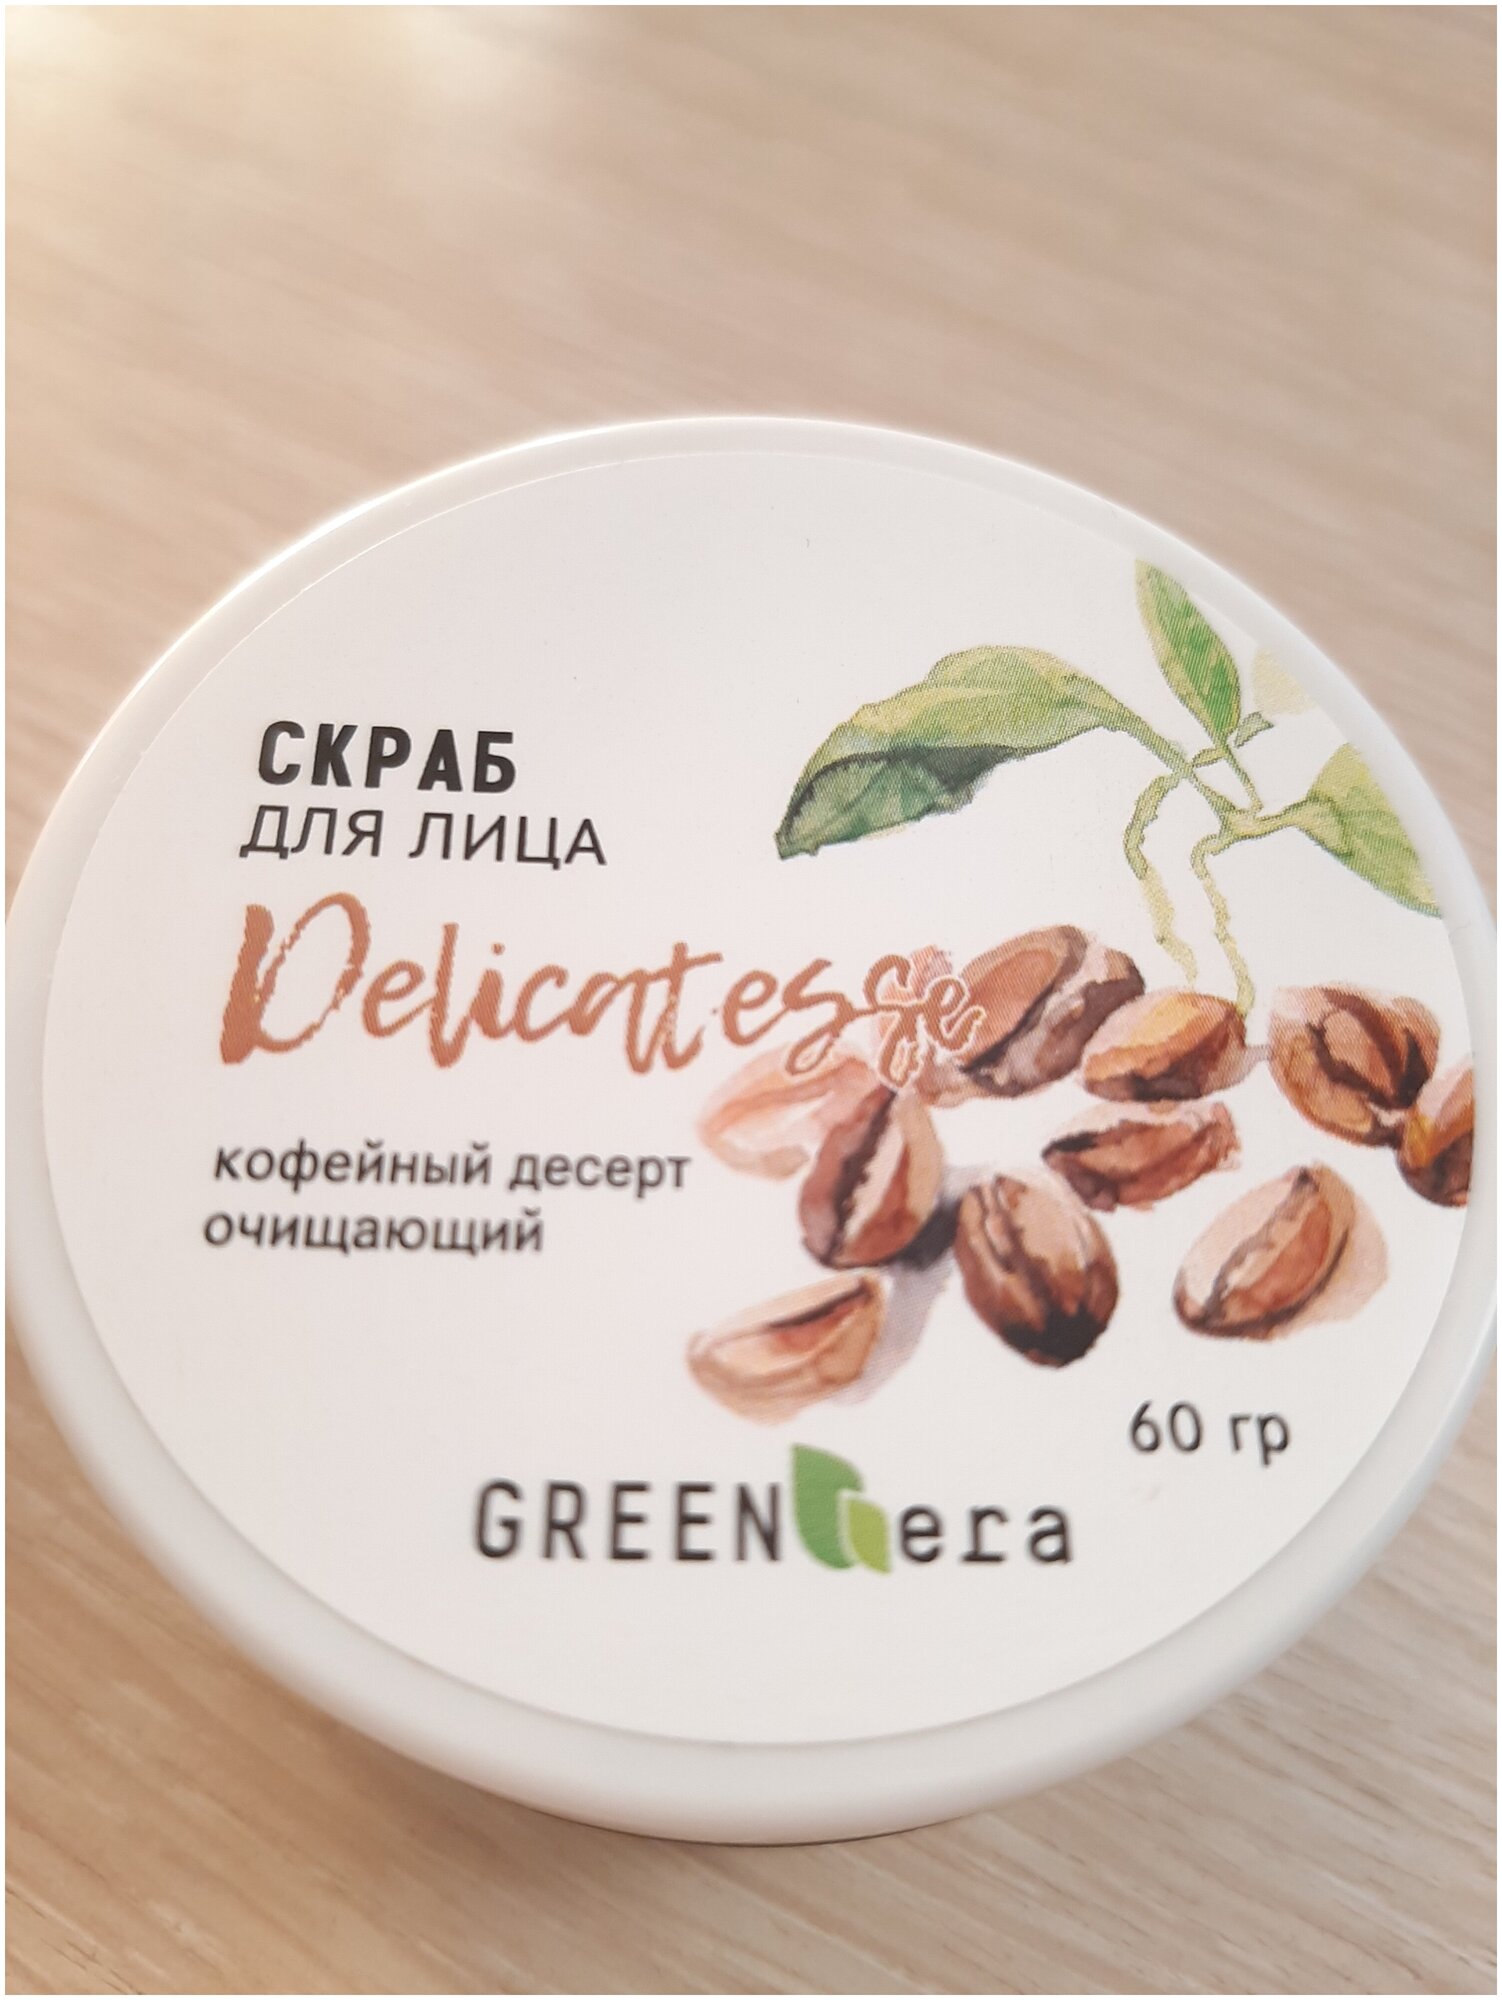 СКРАБ
ДЛЯ ЛИЦА
Delicatesse
кофейный десерт
очищающий
60 гр
GREEN era